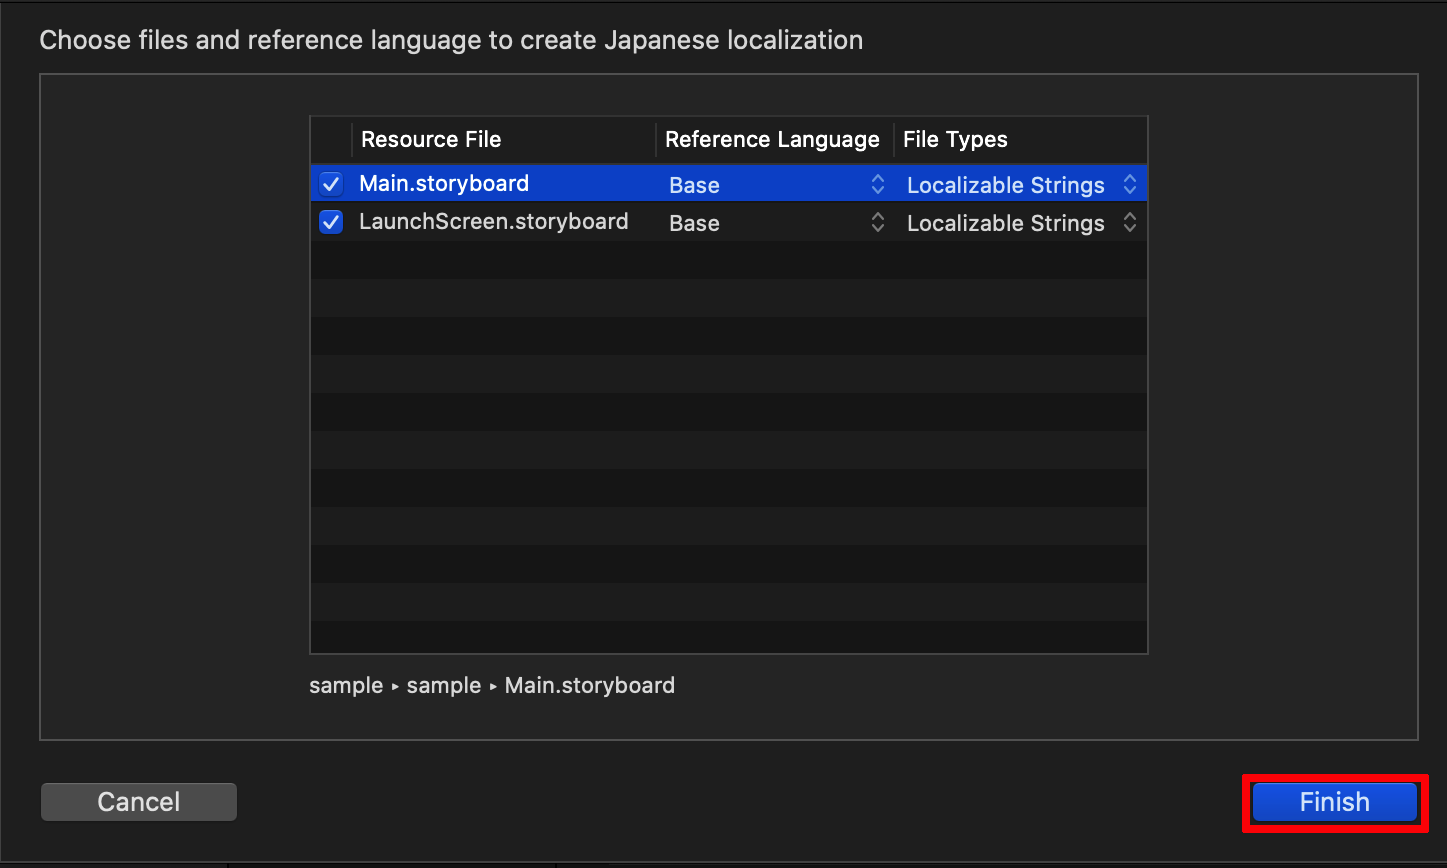 Choose files and reference language to create Japanese localization
Resource File Reference Language File Types
Main.storyboard Base Localizable Strings
LaunchScreen.storyboard Base Localizable Strings
sample ▸ sample ▸ Main.storyboard
Cancel Finish